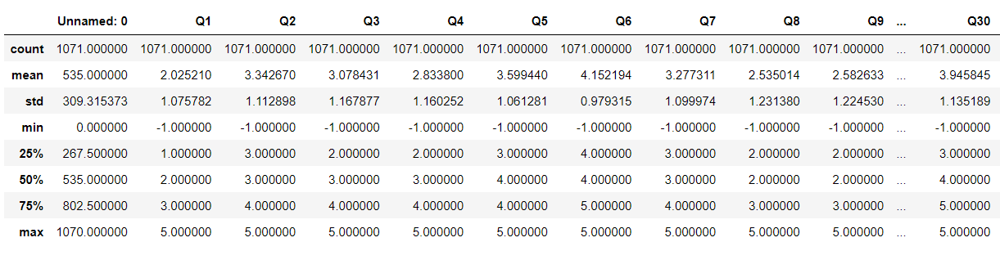 Unnamed: 0 Q1 Q2 Q3 Q4 Q5 Q6 Q7 Q8 Q9 ... Q30
count 1071.000000 1071.000000 1071.000000 1071.000000 1071.000000 1071.000000 1071.000000 1071.000000 1071.000000 1071.000000 ... 1071.000000
mean 535.000000 2.025210 3.342670 3.078431 2.833800 3.599440 4.152194 3.277311 2.535014 2.582633 ... 3.945845
std 309.315373 1.075782 1.112898 1.167877 1.160252 1.061281 0.979315 1.099974 1.231380 1.224530 ... 1.135189
min 0.000000 -1.000000 -1.000000 -1.000000 -1.000000 -1.000000 -1.000000 -1.000000 -1.000000 -1.000000 ... -1.000000
25% 267.500000 1.000000 3.000000 2.000000 2.000000 3.000000 4.000000 3.000000 2.000000 2.000000 ... 3.000000
50% 535.000000 2.000000 3.000000 3.000000 3.000000 4.000000 4.000000 3.000000 2.000000 2.000000 ... 4.000000
75% 802.500000 3.000000 4.000000 4.000000 4.000000 4.000000 5.000000 4.000000 3.000000 3.000000 ... 5.000000
max 1070.000000 5.000000 5.000000 5.000000 5.000000 5.000000 5.000000 5.000000 5.000000 5.000000 ... 5.000000